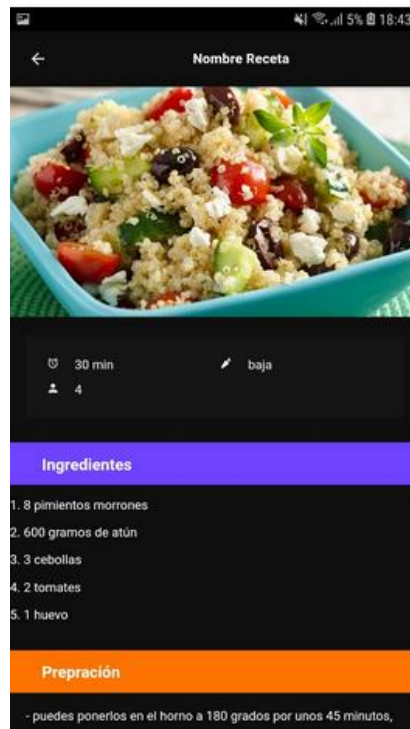 5% 18:43
Nombre Receta
30 min
baja
4
Ingredientes
1. 8 pimientos morrones
2. 600 gramos de atún
3. 3 cebollas
4. 2 tomates
5. 1 huevo
Prepración
- puedes ponerlos en el horno a 180 grados por unos 45 minutos,